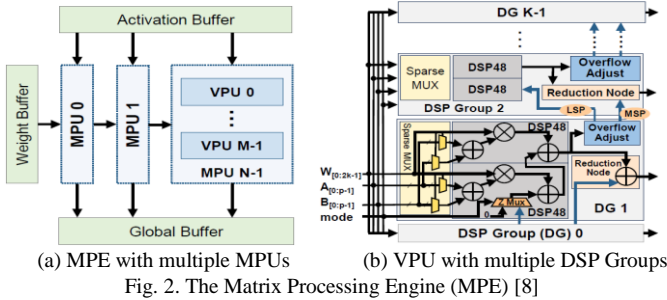 Activation Buffer
Weight Buffer
MPU 0
MPU 1
VPU 0
VPU M-1
MPU N-1
Global Buffer
(a) MPE with multiple MPUs
DG K-1
Sparse
MUX
DSP48
DSP48
Overflow
Adjust
Reduction Node
DSP Group 2
LSP
MSP
Sparse MUX
DSP48
Overflow
Adjust
Reduction
Node
W[0:2k-1]
A[0:p-1]
B[0:p-1]
mode
0
Z Mux
DSP48
DG 1
DSP Group (DG) 0
(b) VPU with multiple DSP Groups
Fig. 2. The Matrix Processing Engine (MPE) [8]